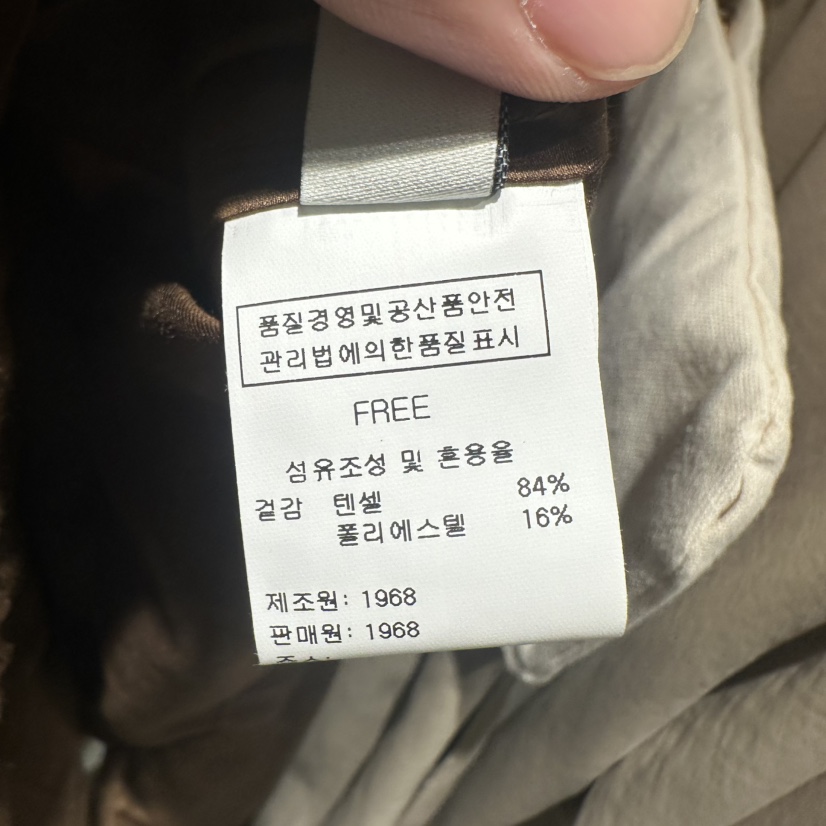 품질경영및공산품안전
관리법에의한품질표시
FREE
섬유조성 및 혼용율
겉감 텐셀 84%
폴리에스텔 16%
제조원: 1968
판매원: 1968